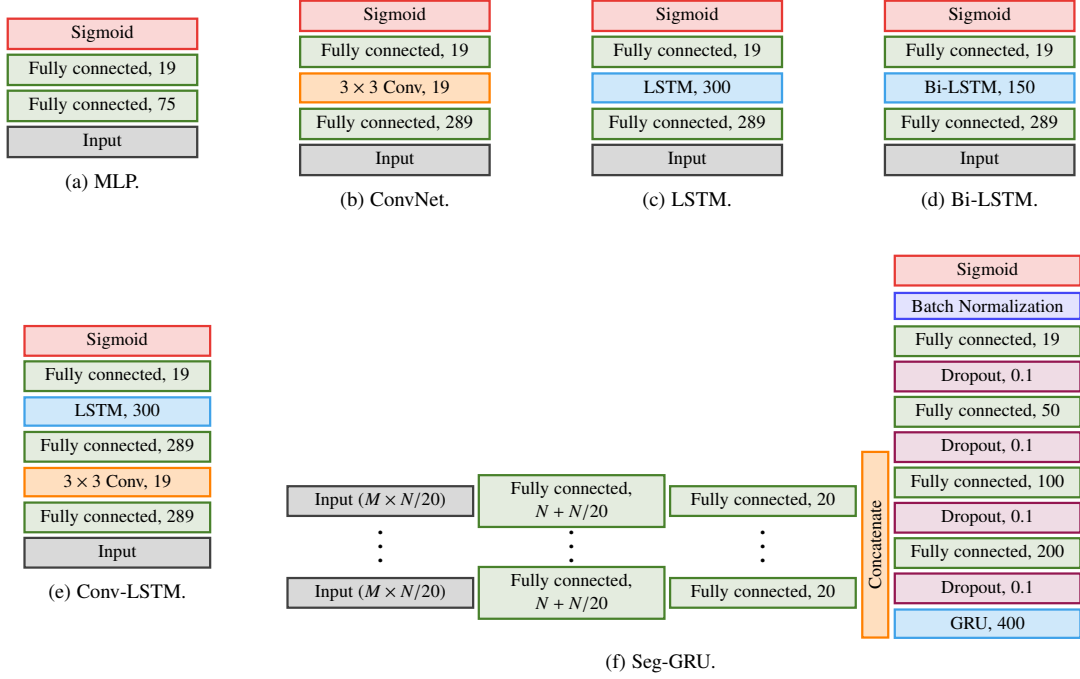 Sigmoid
Fully connected, 19
Fully connected, 75
Input
(a) MLP.
Sigmoid
Fully connected, 19
3 × 3 Conv, 19
Fully connected, 289
Input
(b) ConvNet.
Sigmoid
Fully connected, 19
LSTM, 300
Fully connected, 289
Input
(c) LSTM.
Sigmoid
Fully connected, 19
Bi-LSTM, 150
Fully connected, 289
Input
(d) Bi-LSTM.
Sigmoid
Fully connected, 19
LSTM, 300
Fully connected, 289
3 × 3 Conv, 19
Fully connected, 289
Input
(e) Conv-LSTM.
Input (M × N/20)
Fully connected,
N + N/20
Fully connected, 20
Input (M × N/20)
Fully connected,
N + N/20
Fully connected, 20
Concatenate
Sigmoid
Batch Normalization
Fully connected, 19
Dropout, 0.1
Fully connected, 50
Dropout, 0.1
Fully connected, 100
Dropout, 0.1
Fully connected, 200
Dropout, 0.1
GRU, 400
(f) Seg-GRU.